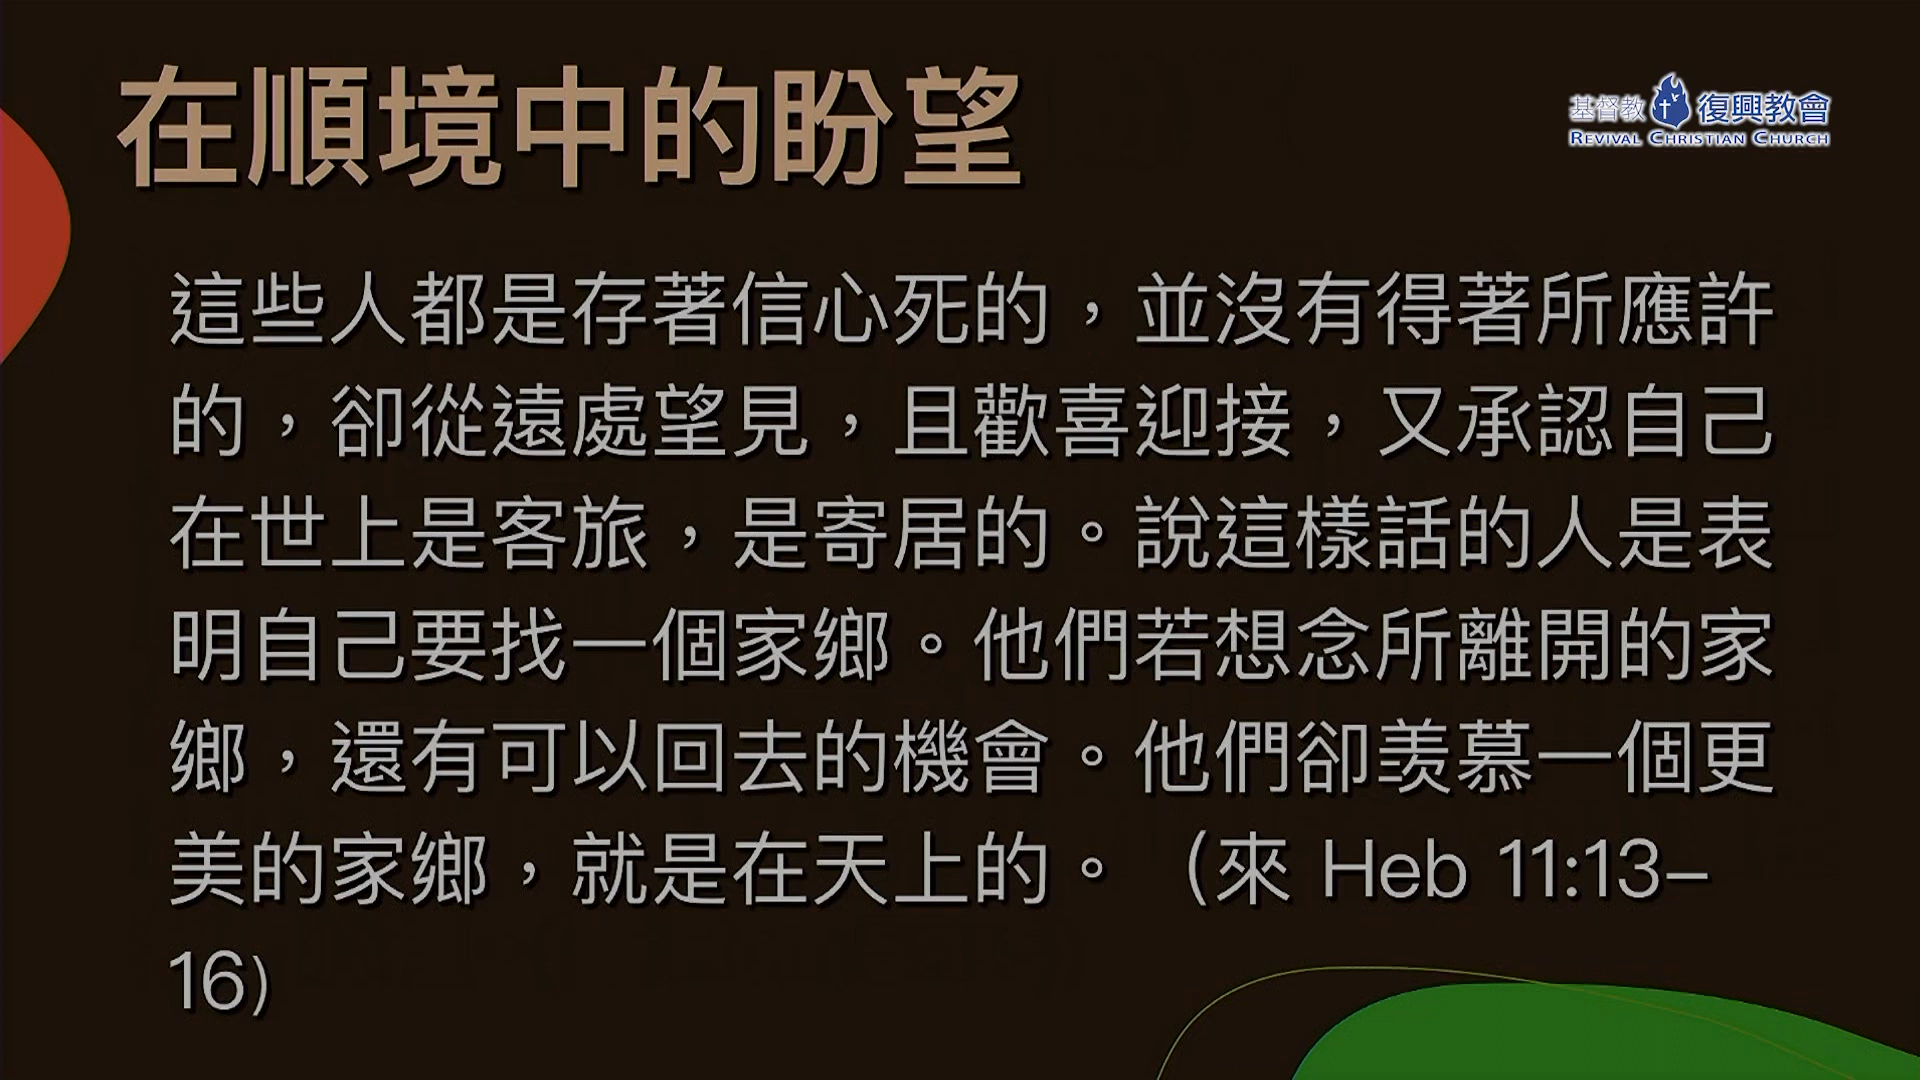 在順境中的盼望
基督教 復興教會
REVIVAL CHRISTIAN CHURCH
這些人都是存著信心死的，並沒有得著所應許
的，卻從遠處望見，且歡喜迎接，又承認自己
在世上是客旅，是寄居的。說這樣話的人是表
明自己要找一個家鄉。他們若想念所離開的家
鄉，還有可以回去的機會。他們卻羨慕一個更
美的家鄉，就是在天上的。（來 Heb 11:13–
16)